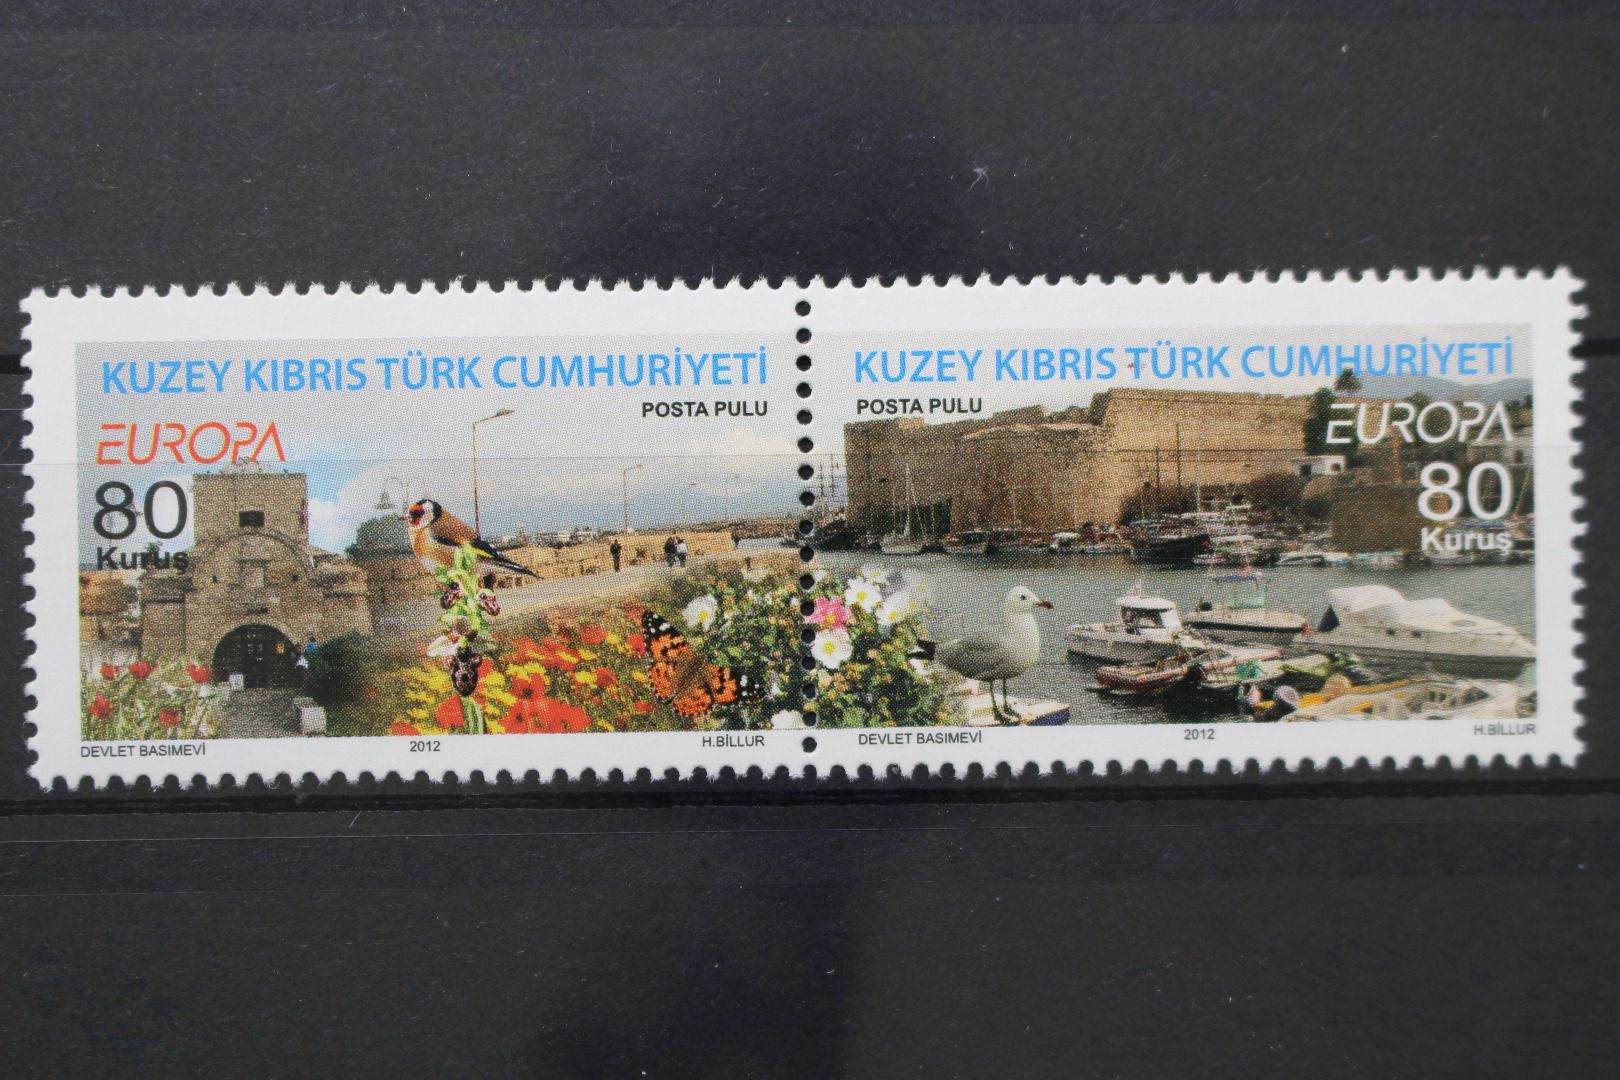 KUZEY KIBRIS TÜRK CUMHURİYETİ
POSTA PULU
EUROPA
80
Kuruş
DEVLET BASIMEVİ 2012 H.BİLLUR
KUZEY KIBRIS TÜRK CUMHURİYETİ
POSTA PULU
EUROPA
80
Kuruş
DEVLET BASIMEVİ 2012 H.BİLLUR